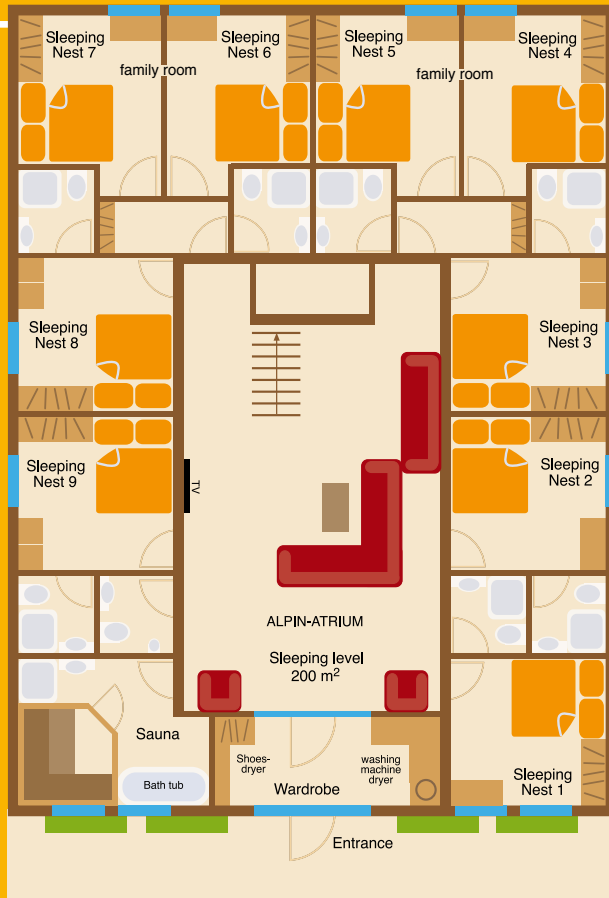 Sleeping
Nest 7
family room
Sleeping
Nest 6
Sleeping
Nest 5
family room
Sleeping
Nest 4
Sleeping
Nest 8
Sleeping
Nest 3
Sleeping
Nest 9
TV
Sleeping
Nest 2
ALPIN-ATRIUM
Sleeping level
200 m²
Sauna
Bath tub
Shoes-
dryer
washing
machine
dryer
Wardrobe
Sleeping
Nest 1
Entrance